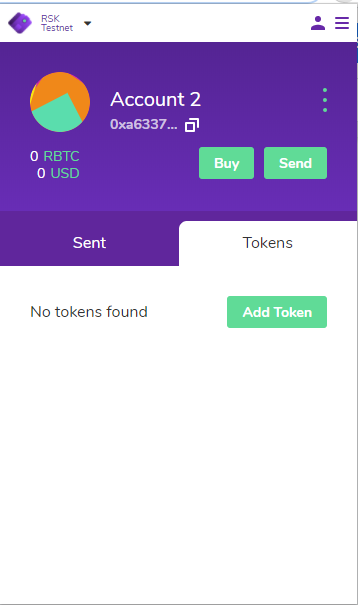 RSK
Testnet
Account 2
0xa6337...
0 RBTC
0 USD
Buy
Send
Sent
Tokens
No tokens found
Add Token